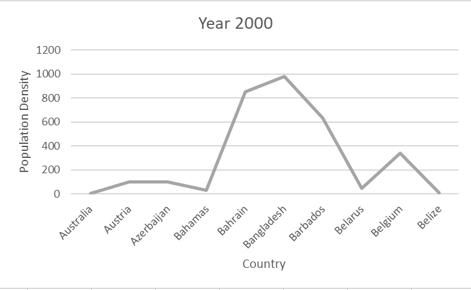 Year 2000
Population Density
1200
1000
800
600
400
200
0
Australia
Austria
Azerbaijan
Bahamas
Bahrain
Bangladesh
Barbados
Belarus
Belgium
Belize
Country